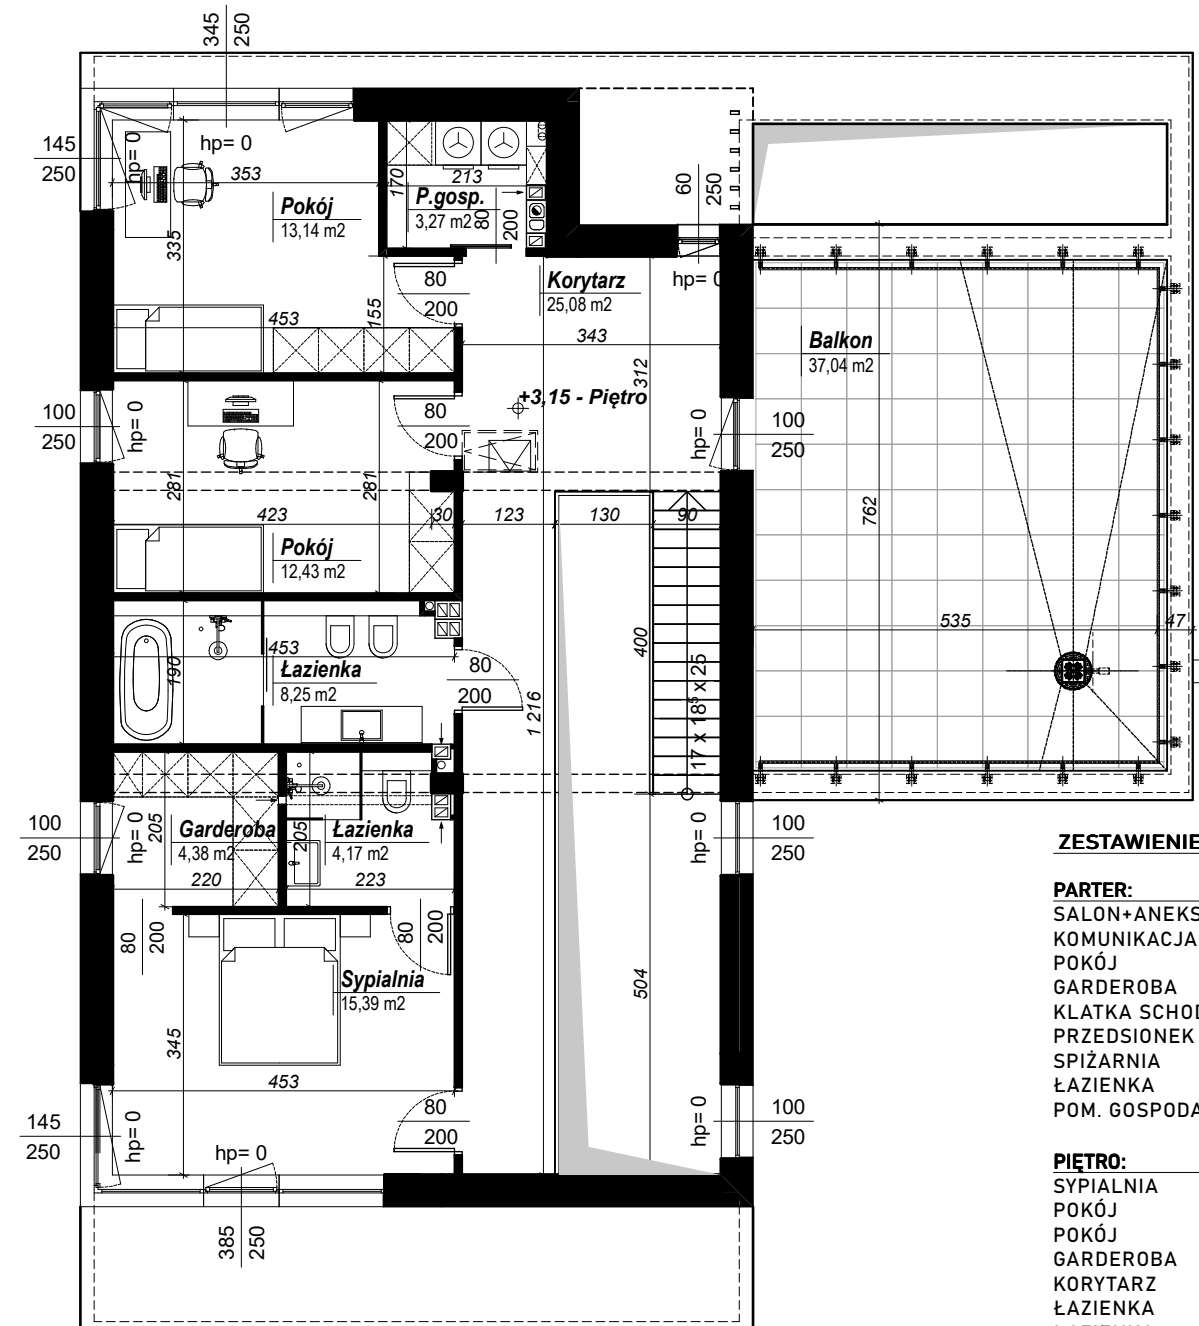 345
250
145
250
hp= 0
hp= 0
353
335
Pokój
13,14 m2
453
155
170
213
P.gosp.
3,27 m2
80
200
60
250
hp= 0
Korytarz
25,08 m2
343
312
80
200
+3,15 - Piętro
Balkon
37,04 m2
762
535
47
100
250
hp= 0
80
200
hp= 0
100
250
281
281
423
30
123
130
90
Pokój
12,43 m2
453
190
Łazienka
8,25 m2
80
200
400
1 216
17 x 18⁵ x 25
100
250
hp= 0
205
Garderoba
4,38 m2
220
205
Łazienka
4,17 m2
223
hp= 0
100
250
80
200
80
200
Sypialnia
15,39 m2
345
453
504
145
250
hp= 0
hp= 0
80
200
hp= 0
100
250
385
250
ZESTAWIENIE
PARTER:
SALON+ANEKS
KOMUNIKACJA
POKÓJ
GARDEROBA
KLATKA SCHOD
PRZEDSIONEK
SPIŻARNIA
ŁAZIENKA
POM. GOSPODA
PIĘTRO:
SYPIALNIA
POKÓJ
POKÓJ
GARDEROBA
KORYTARZ
ŁAZIENKA